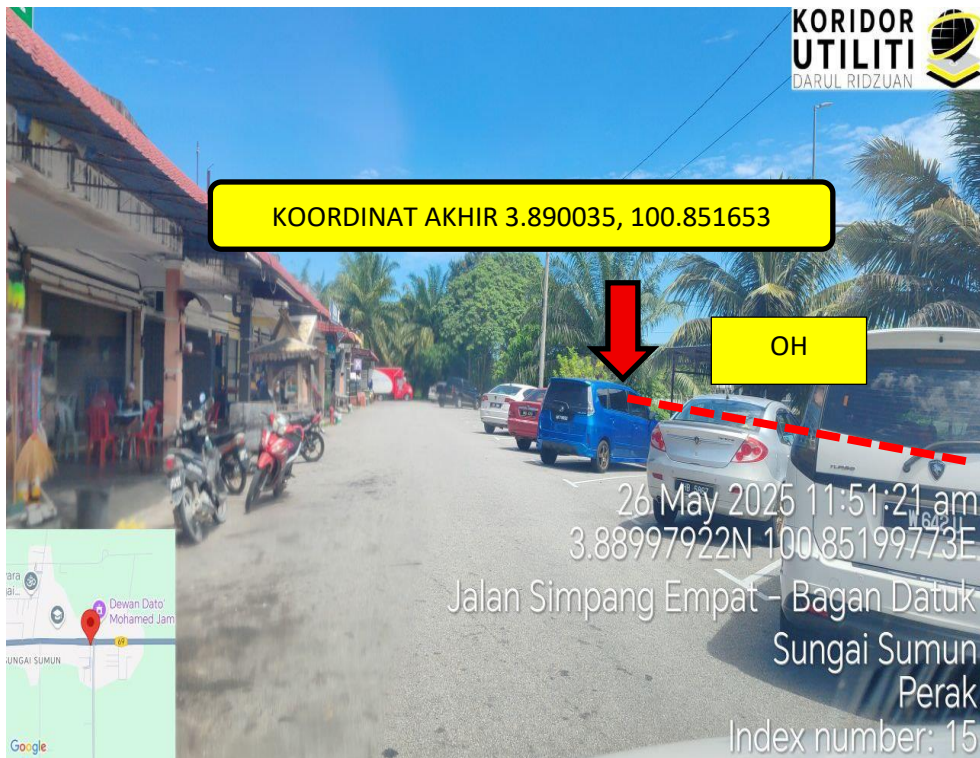 KORIDOR
UTILITI
DARUL RIDZUAN
KOORDINAT AKHIR 3.890035, 100.851653
OH
TURBO
26 May 2025 11:51:21 am
3.88997922N 100.85199773E
Jalan Simpang Empat - Bagan Datuk
Sungai Sumun
Perak
Index number: 15
Dewan Dato'
Mohamed Jam
69
SUNGAI SUMUN
Google